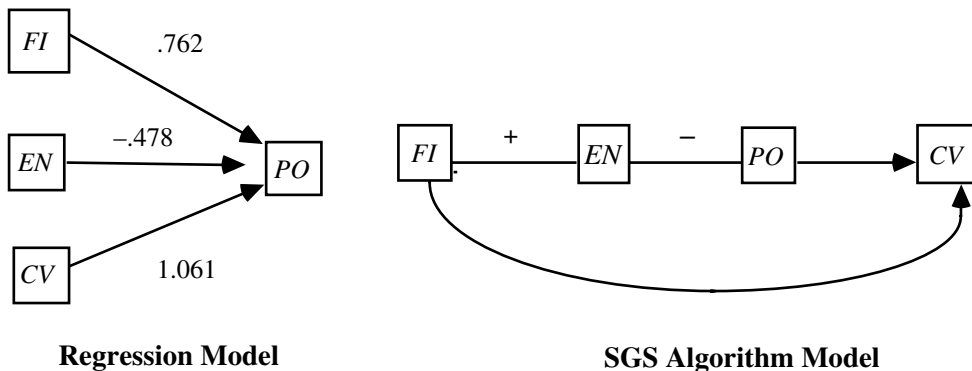 FI
.762
EN
–.478
PO
CV
1.061
Regression Model
FI
+
EN
–
PO
CV
SGS Algorithm Model